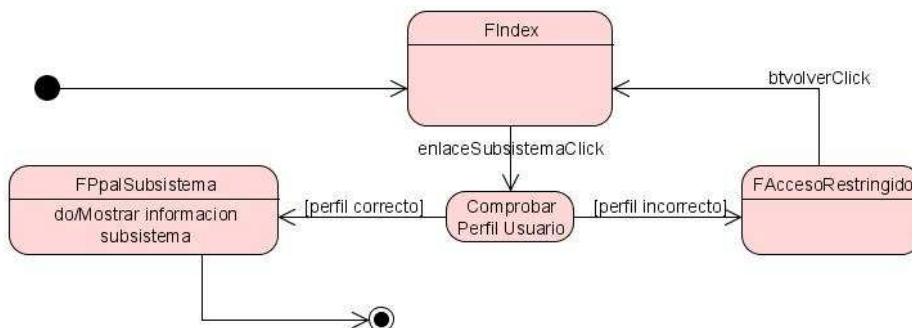 FIndex
btvolverClick
enlaceSubsistemaClick
FPpalSubsistema
do/Mostrar informacion
subsistema
[perfil correcto]
Comprobar
Perfil Usuario
[perfil incorrecto]
FAccesoRestringido